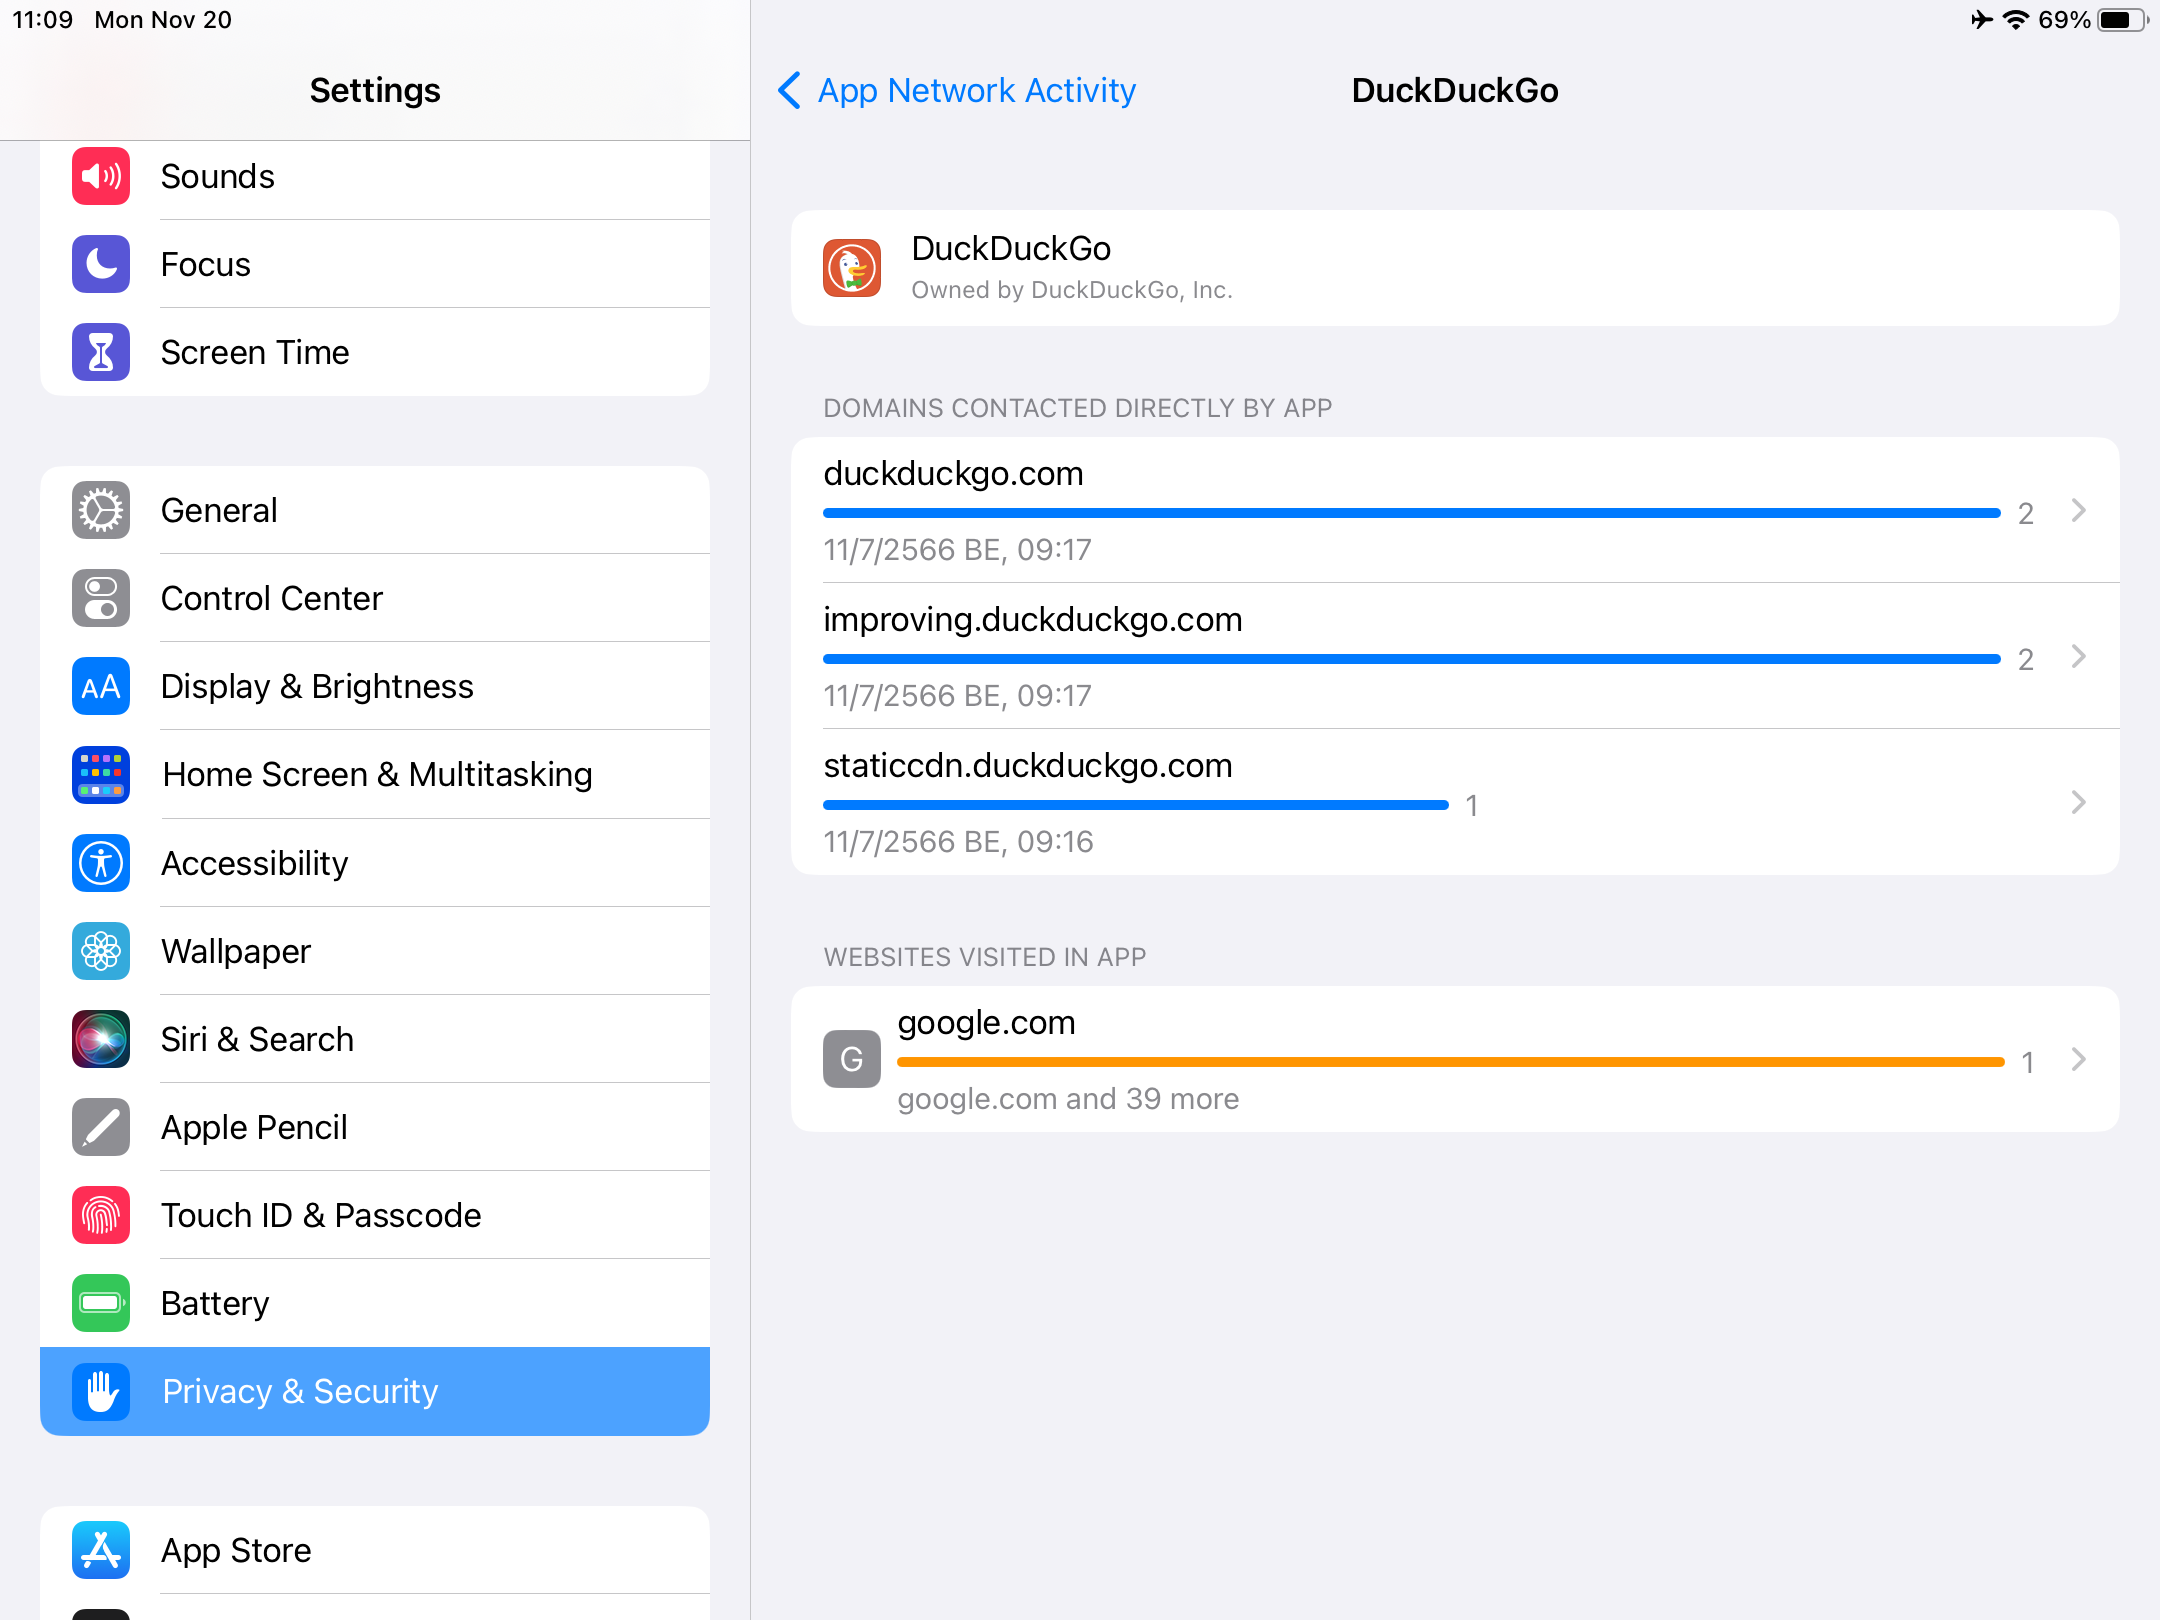 11:09 Mon Nov 20
69%
Settings
Sounds
Focus
Screen Time
General
Control Center
AA Display & Brightness
Home Screen & Multitasking
Accessibility
Wallpaper
Siri & Search
Apple Pencil
Touch ID & Passcode
Battery
Privacy & Security
App Store
App Network Activity
DuckDuckGo
DuckDuckGo
Owned by DuckDuckGo, Inc.
DOMAINS CONTACTED DIRECTLY BY APP
duckduckgo.com
2
11/7/2566 BE, 09:17
improving.duckduckgo.com
2
11/7/2566 BE, 09:17
staticcdn.duckduckgo.com
1
11/7/2566 BE, 09:16
WEBSITES VISITED IN APP
google.com
G
1
google.com and 39 more